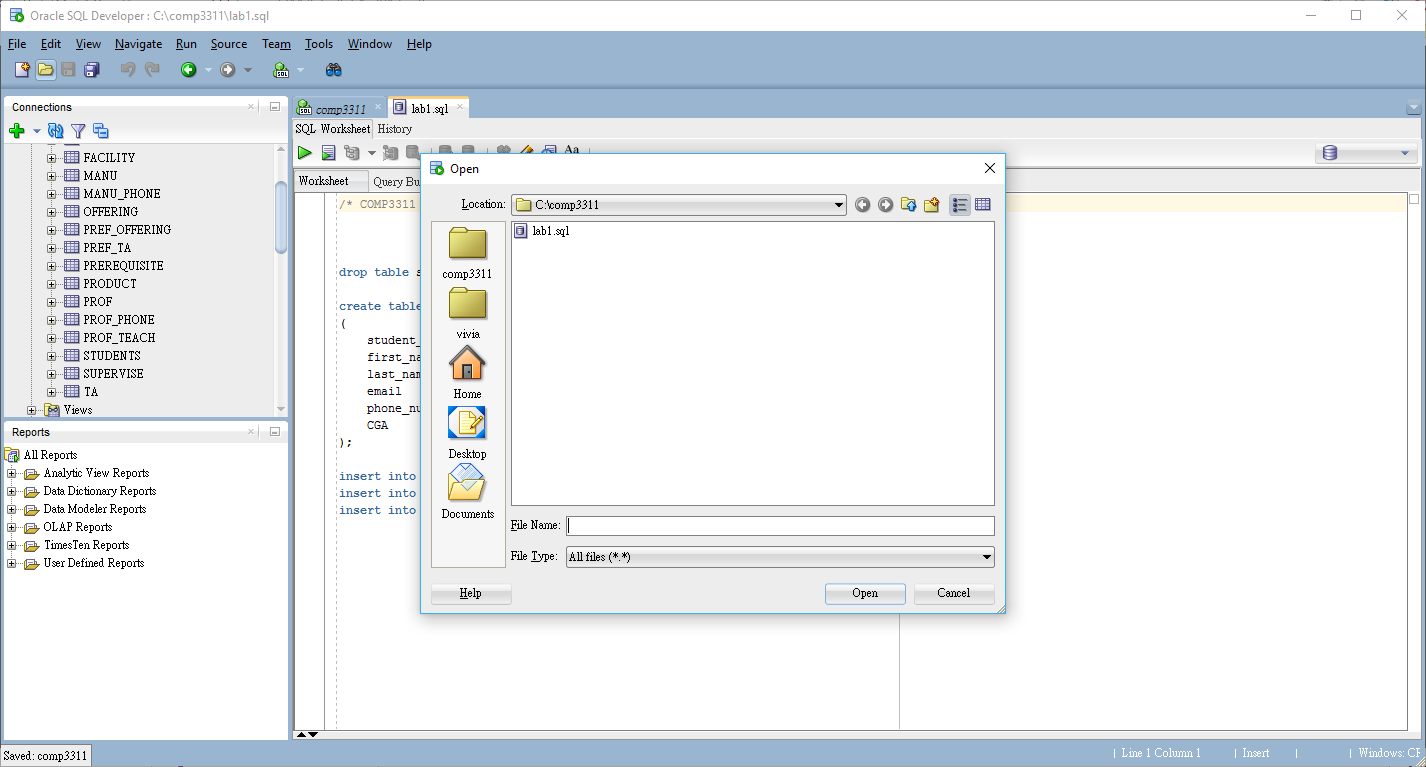 Oracle SQL Developer : C:\comp3311\lab1.sql
File Edit View Navigate Run Source Team Tools Window Help
SQL
Connections
FACILITY
MANU
MANU_PHONE
OFFERING
PREF_OFFERING
PREF_TA
PREREQUISITE
PRODUCT
PROF
PROF_PHONE
PROF_TEACH
STUDENTS
SUPERVISE
TA
Views
Reports
All Reports
Analytic View Reports
Data Dictionary Reports
Data Modeler Reports
OLAP Reports
TimesTen Reports
User Defined Reports
comp3311 lab1.sql
SQL Worksheet History
Aa
Worksheet Query Bu
/* COMP3311
drop table s
create table
(
student_
first_na
last_nam
email
phone_nu
CGA
);
insert into
insert into
insert into
Open
Location: C:\comp3311
comp3311
vivia
Home
Desktop
Documents
lab1.sql
File Name:
File Type: All files (*.*)
Help Open Cancel
Saved: comp3311
| Line 1 Column 1 | Insert | | Windows: CF